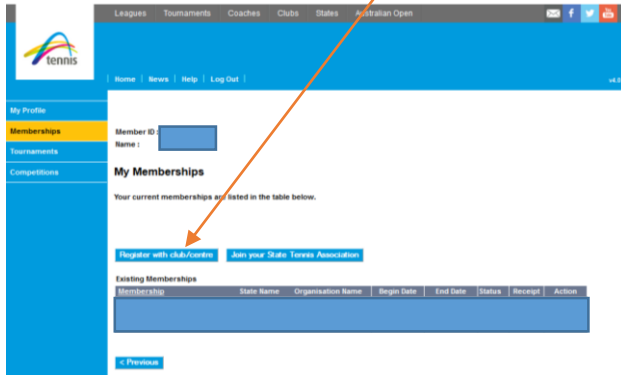 Leagues Tournaments Coaches Clubs States Australian Open
tennis
Home | News | Help | Log Out |
My Profile
Memberships
Tournaments
Competitions
Member ID :
Name :
My Memberships
Your current memberships are listed in the table below.
Register with club/centre Join your State Tennis Association
Existing Memberships
Membership State Name Organisation Name Begin Date End Date Status Receipt Action
< Previous